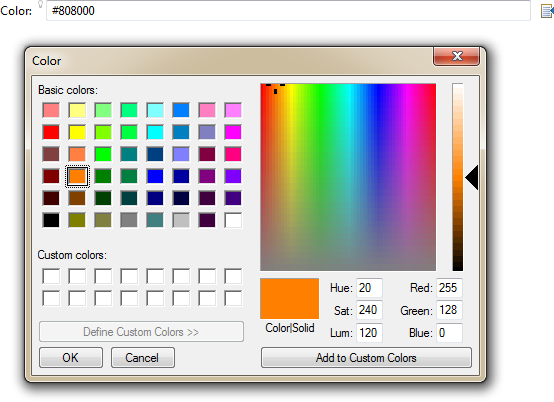 Color: #808000
Color
Basic colors:
Custom colors:
Define Custom Colors >>
OK Cancel
Color|Solid
Hue: 20 Red: 255
Sat: 240 Green: 128
Lum: 120 Blue: 0
Add to Custom Colors